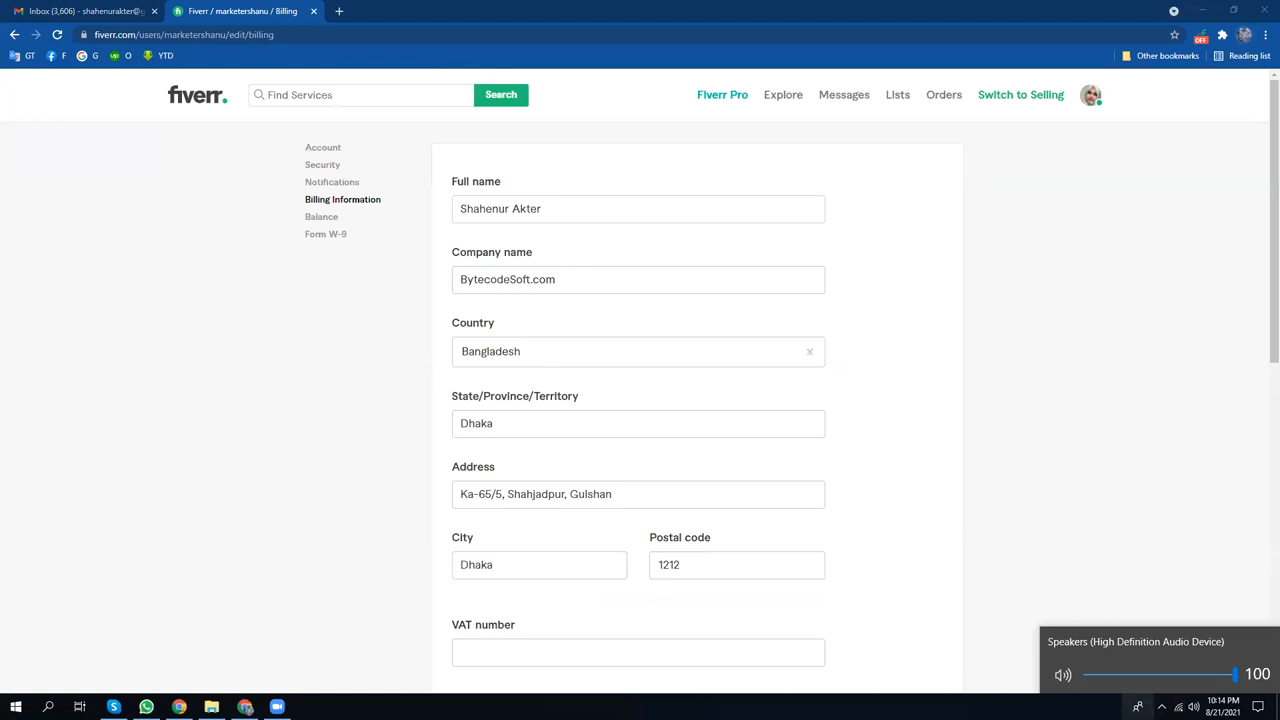 Inbox (3,606) - shahenurakter@g
Fiverr / marketershanu / Billing
fiverr.com/users/marketershanu/edit/billing
OFF
GT
F
G
O
YTD
Other bookmarks
Reading list
fiverr.
Find Services
Search
Fiverr Pro
Explore
Messages
Lists
Orders
Switch to Selling
Account
Security
Notifications
Billing Information
Balance
Form W-9
Full name
Shahenur Akter
Company name
BytecodeSoft.com
Country
Bangladesh
State/Province/Territory
Dhaka
Address
Ka-65/5, Shahjadpur, Gulshan
City
Postal code
Dhaka
1212
VAT number
Speakers (High Definition Audio Device)
100
10:14 PM
8/21/2021